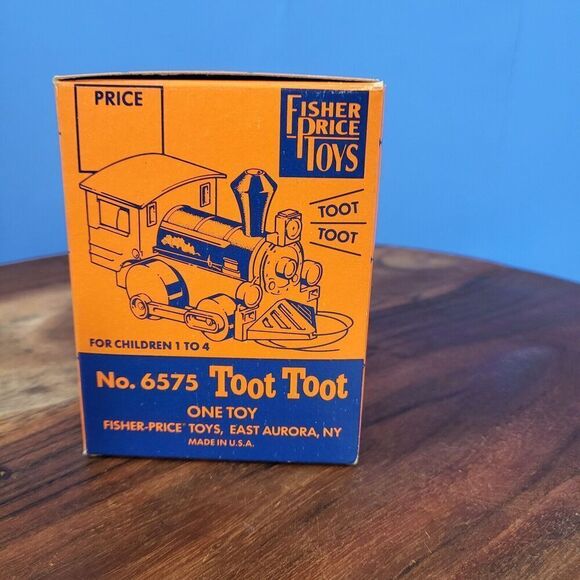 PRICE
FISHER
PRICE
TOYS
TOOT
TOOT
FOR CHILDREN 1 TO 4
No. 6575 Toot Toot
ONE TOY
FISHER-PRICE® TOYS, EAST AURORA, NY
MADE IN U.S.A.